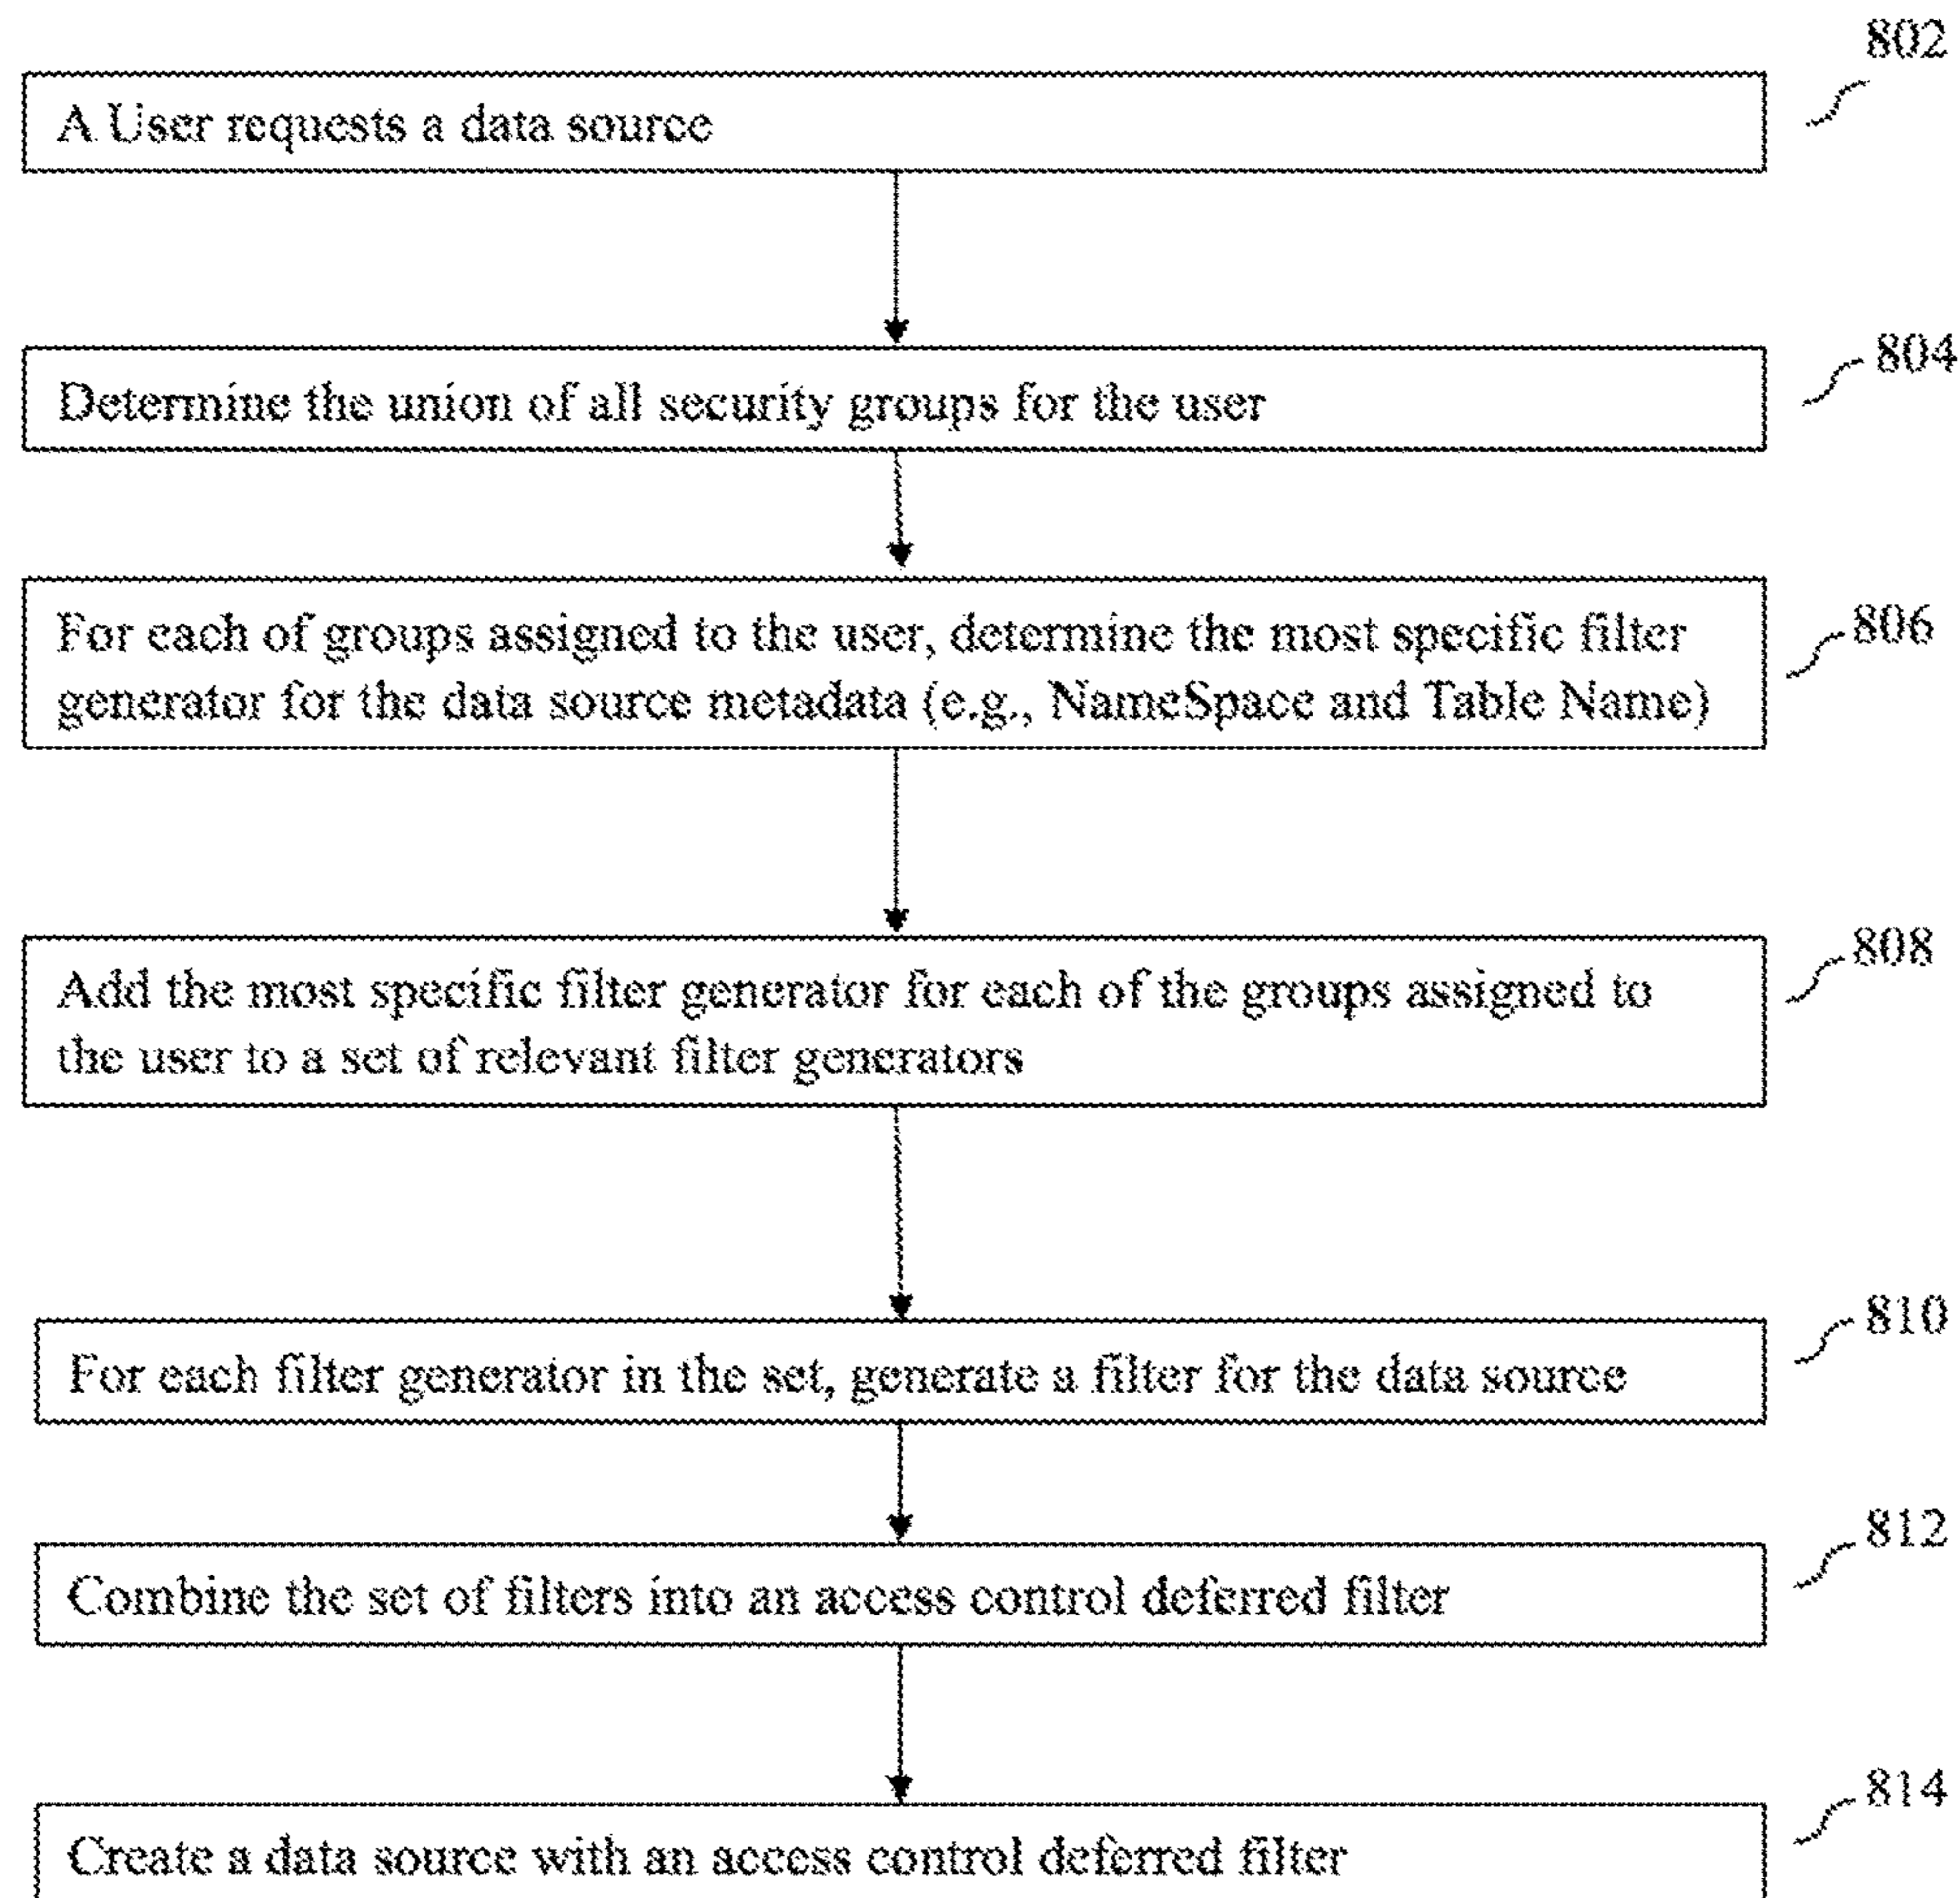 802
A User requests a data source
804
Determine the union of all security groups for the user
806
For each of groups assigned to the user, determine the most specific filter
generator for the data source metadata (e.g., NameSpace and Table Name)
808
Add the most specific filter generator for each of the groups assigned to
the user to a set of relevant filter generators
810
For each filter generator in the set, generate a filter for the data source
812
Combine the set of filters into an access control deferred filter
814
Create a data source with an access control deferred filter